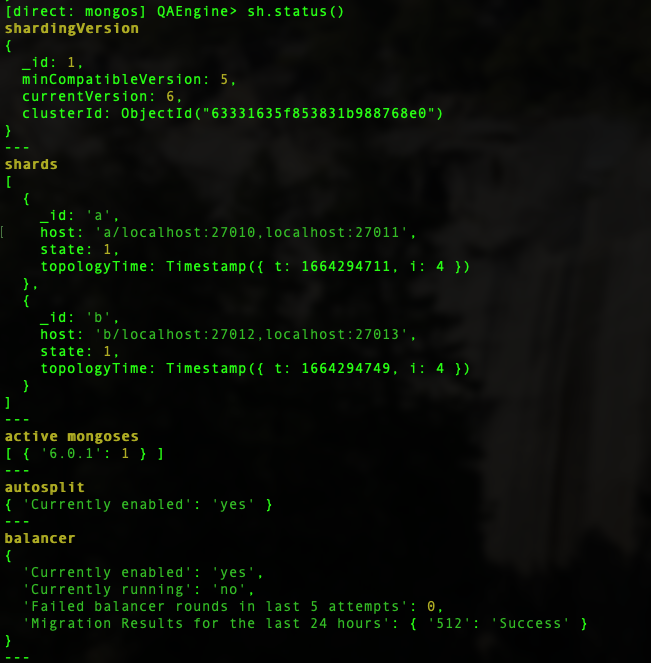 [direct: mongos] QAEngine> sh.status()
shardingVersion
{
  _id: 1,
  minCompatibleVersion: 5,
  currentVersion: 6,
  clusterId: ObjectId("63331635f853831b988768e0")
}
---
shards
[
  {
    _id: 'a',
    host: 'a/localhost:27010,localhost:27011',
    state: 1,
    topologyTime: Timestamp({ t: 1664294711, i: 4 })
  },
  {
    _id: 'b',
    host: 'b/localhost:27012,localhost:27013',
    state: 1,
    topologyTime: Timestamp({ t: 1664294749, i: 4 })
  }
]
---
active mongoses
[ { '6.0.1': 1 } ]
---
autosplit
{ 'Currently enabled': 'yes' }
---
balancer
{
  'Currently enabled': 'yes',
  'Currently running': 'no',
  'Failed balancer rounds in last 5 attempts': 0,
  'Migration Results for the last 24 hours': { '512': 'Success' }
}
---